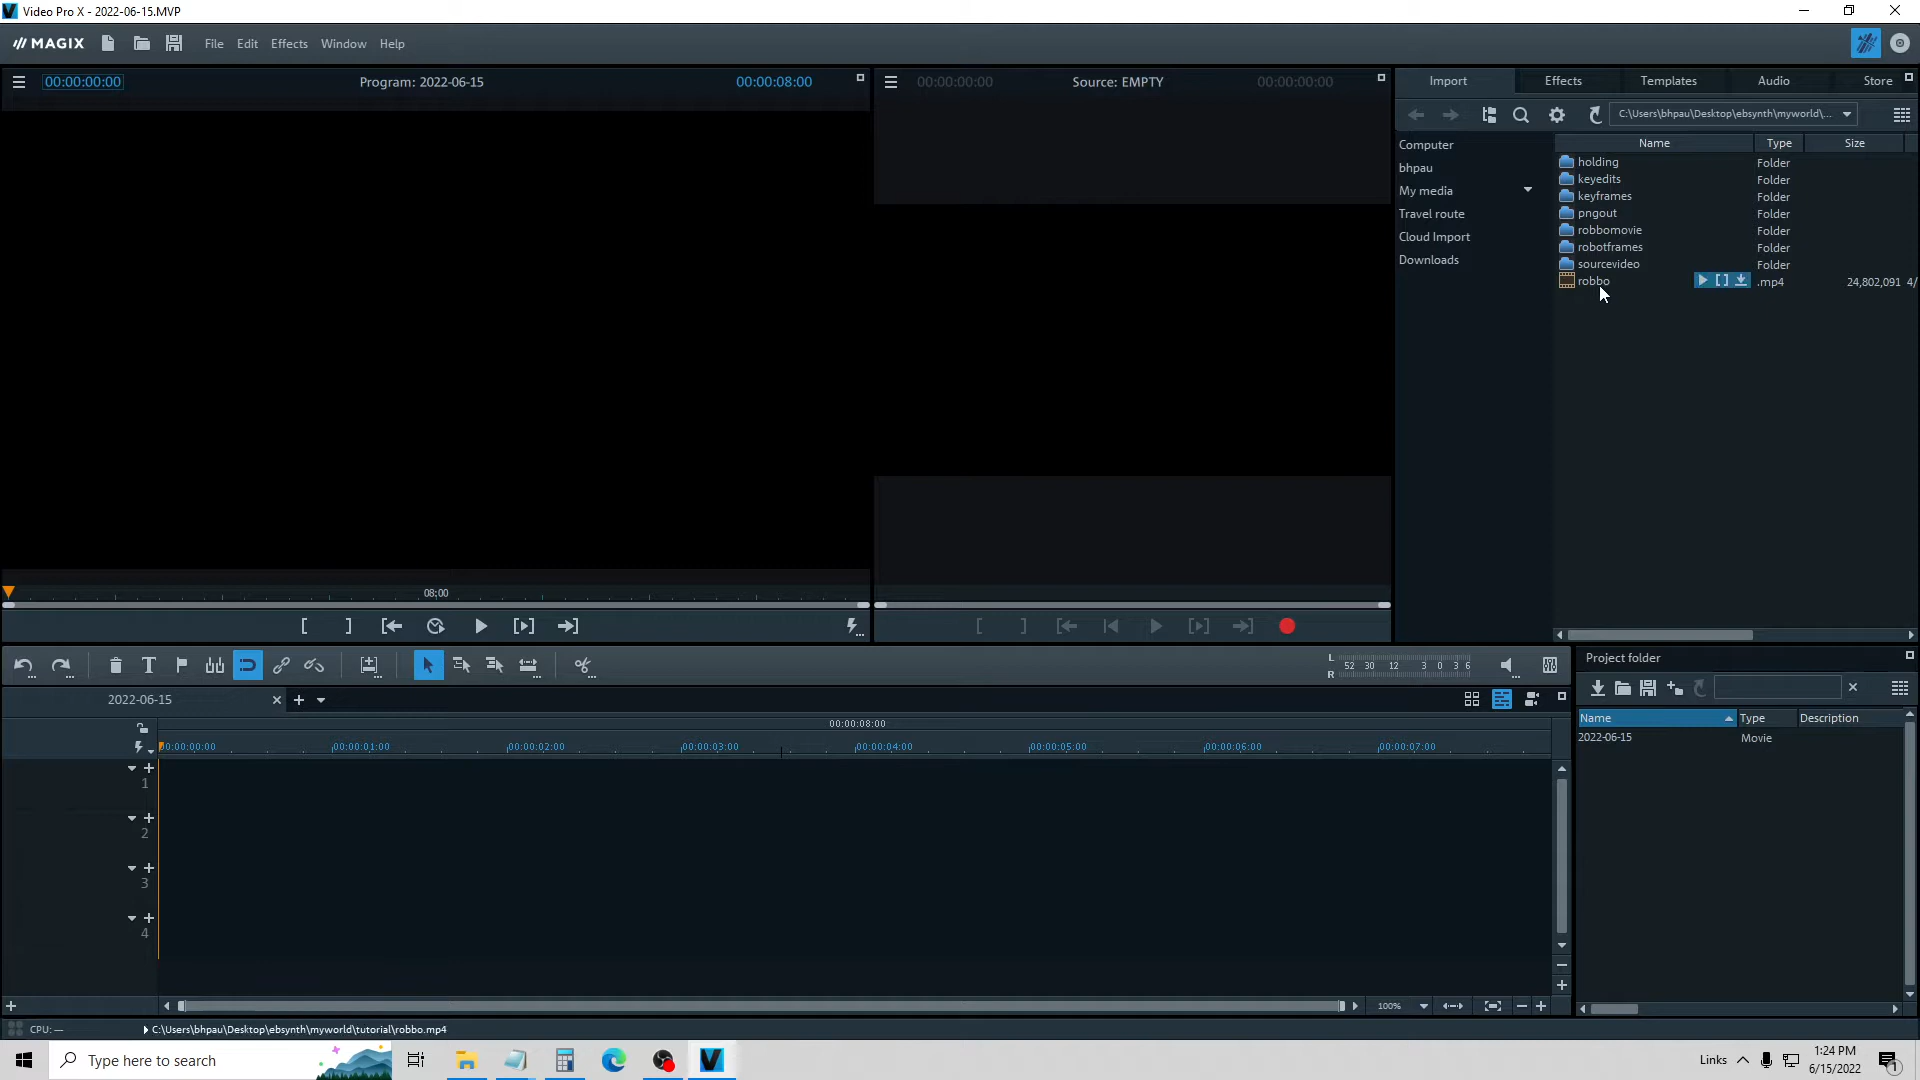 Video Pro X - 2022-06-15.MVP
MAGIX File Edit Effects Window Help
00:00:00:00 Program: 2022-06-15 00:00:08:00
00:00:00:00 Source: EMPTY 00:00:00:00
Import Effects Templates Audio Store
C:\Users\bhpau\Desktop\ebsynth\myworld\...
Computer
bhpau
My media
Travel route
Cloud Import
Downloads
Name Type Size
holding Folder
keyedits Folder
keyframes Folder
pngout Folder
robbomovie Folder
robotframes Folder
sourcevideo Folder
robbo .mp4 24,802,091 4/
08:00
L
52 30 12 3 0 3 6
R
2022-06-15
00:00:08:00
00:00:00:00 00:00:01:00 00:00:02:00 00:00:03:00 00:00:04:00 00:00:05:00 00:00:06:00 00:00:07:00
1
2
3
4
100%
Project folder
Name Type Description
2022-06-15 Movie
CPU: — C:\Users\bhpau\Desktop\ebsynth\myworld\tutorial\robbo.mp4
Type here to search
Links
1:24 PM
6/15/2022
1